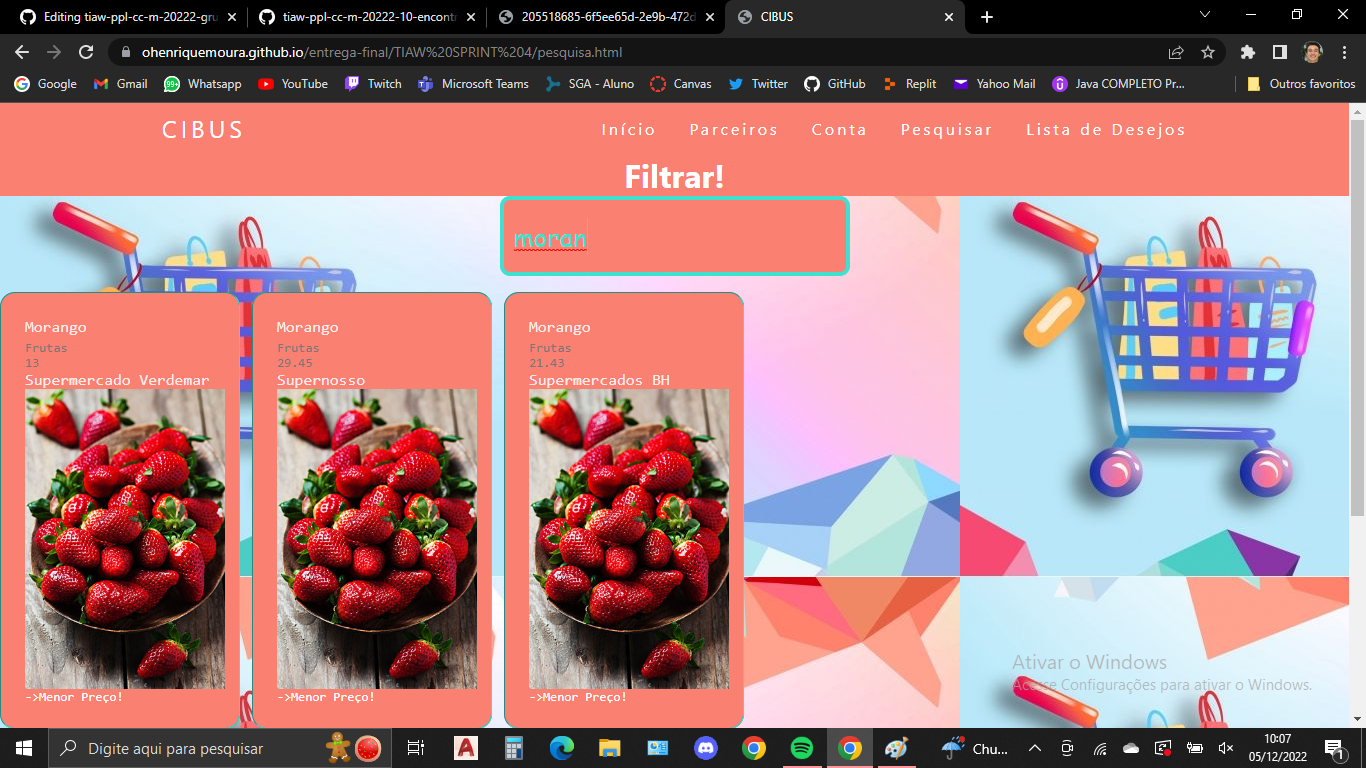 Editing tiaw-ppl-cc-m-20222-gru
tiaw-ppl-cc-m-20222-10-encontr
205518685-6f5ee65d-2e9b-472d
CIBUS
ohenriquemoura.github.io/entrega-final/TIAW%20SPRINT%204/pesquisa.html
Google Gmail 99+ Whatsapp YouTube Twitch Microsoft Teams SGA - Aluno Canvas Twitter GitHub Replit Yahoo Mail Java COMPLETO Pr... Outros favoritos
CIBUS Início Parceiros Conta Pesquisar Lista de Desejos
Filtrar!
moran
Morango
Frutas
13
Supermercado Verdemar
->Menor Preço!
Morango
Frutas
29.45
Supernosso
->Menor Preço!
Morango
Frutas
21.43
Supermercados BH
->Menor Preço!
Ativar o Windows
Acesse Configurações para ativar o Windows.
Digite aqui para pesquisar
Chu...
10:07
05/12/2022
1